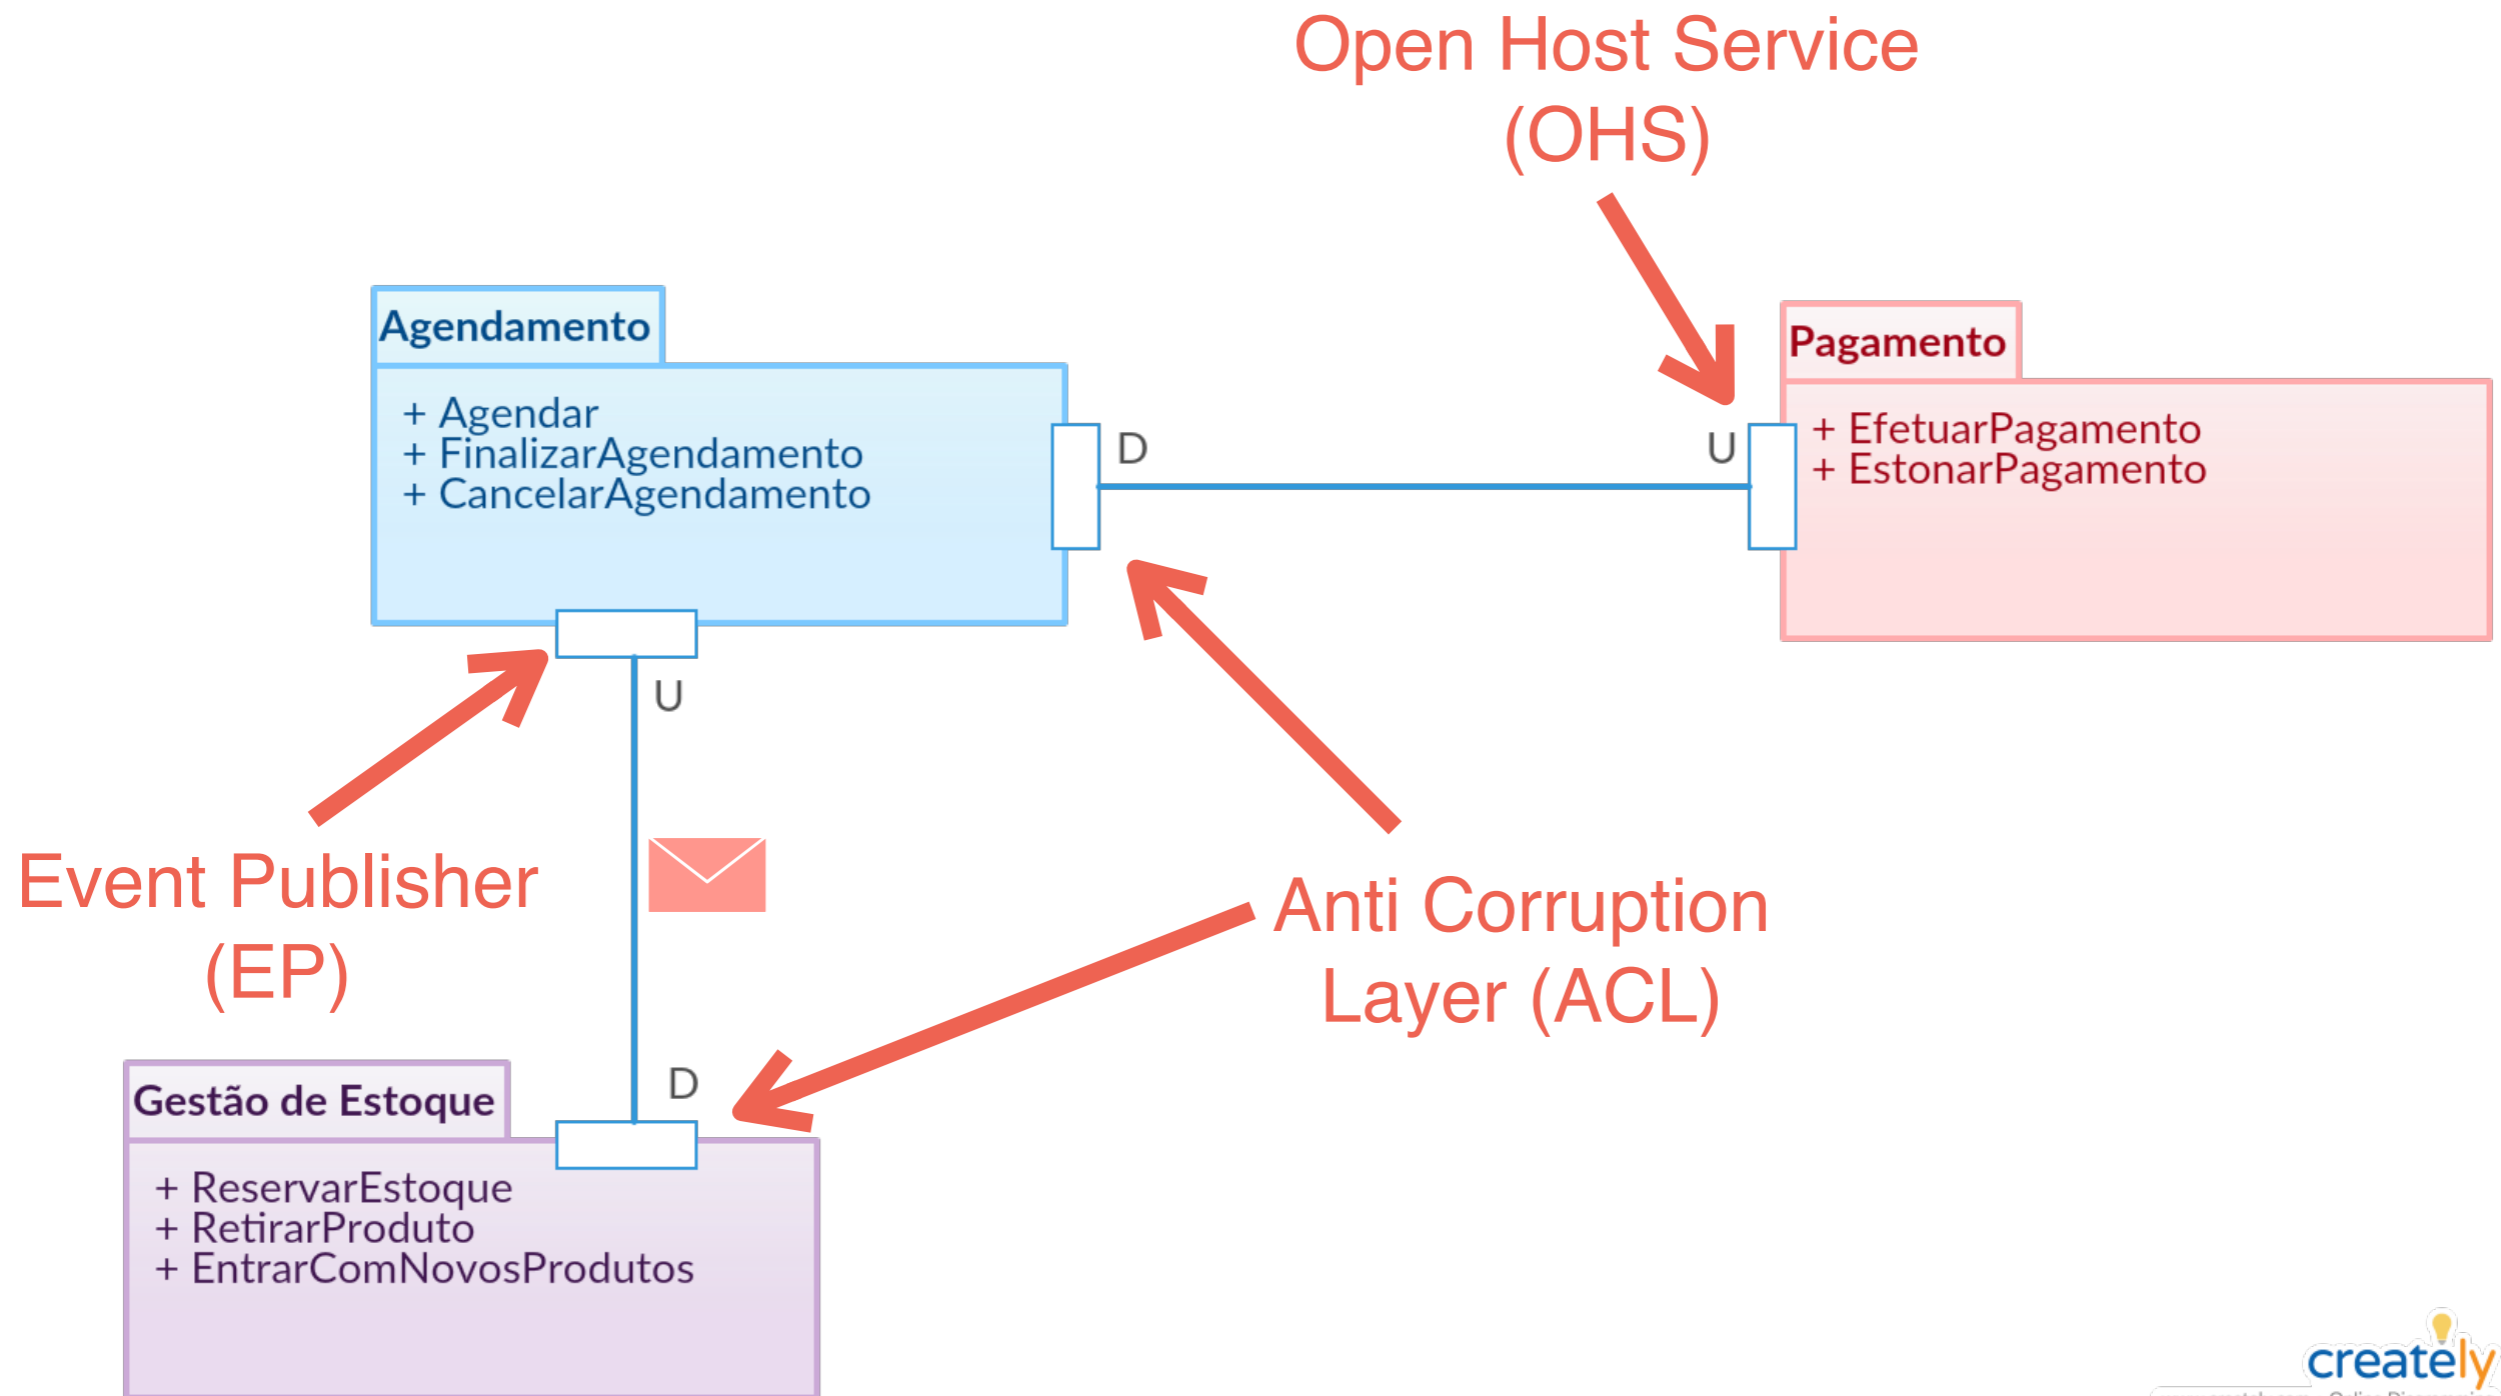 Open Host Service
(OHS)
Agendamento
+ Agendar
+ FinalizarAgendamento
+ CancelarAgendamento
D
U
Pagamento
+ EfetuarPagamento
+ EstonarPagamento
U
Event Publisher
(EP)
Anti Corruption
Layer (ACL)
D
Gestão de Estoque
+ ReservarEstoque
+ RetirarProduto
+ EntrarComNovosProdutos
creately